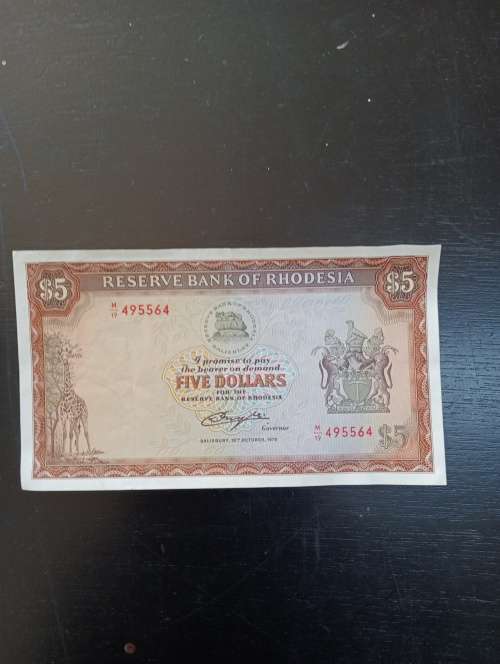 $5 RESERVE BANK OF RHODESIA $5
M/17 495564
I promise to pay
the bearer on demand
FIVE DOLLARS
FOR THE
RESERVE BANK OF RHODESIA
Governor
M/17 495564 $5